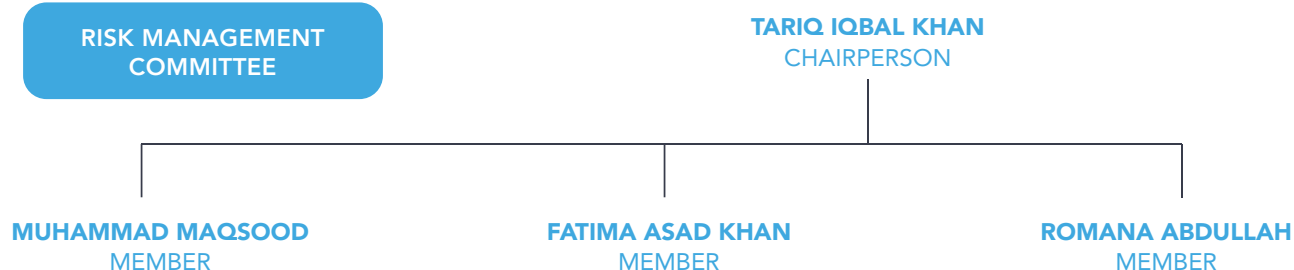 RISK MANAGEMENT
COMMITTEE
TARIQ IQBAL KHAN
CHAIRPERSON
MUHAMMAD MAQSOOD
MEMBER
FATIMA ASAD KHAN
MEMBER
ROMANA ABDULLAH
MEMBER